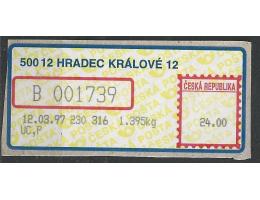 500 12 HRADEC KRÁLOVÉ 12
B 001739
ČESKÁ REPUBLIKA
12.03.97 230 316 1.395kg
24.00
UC,P